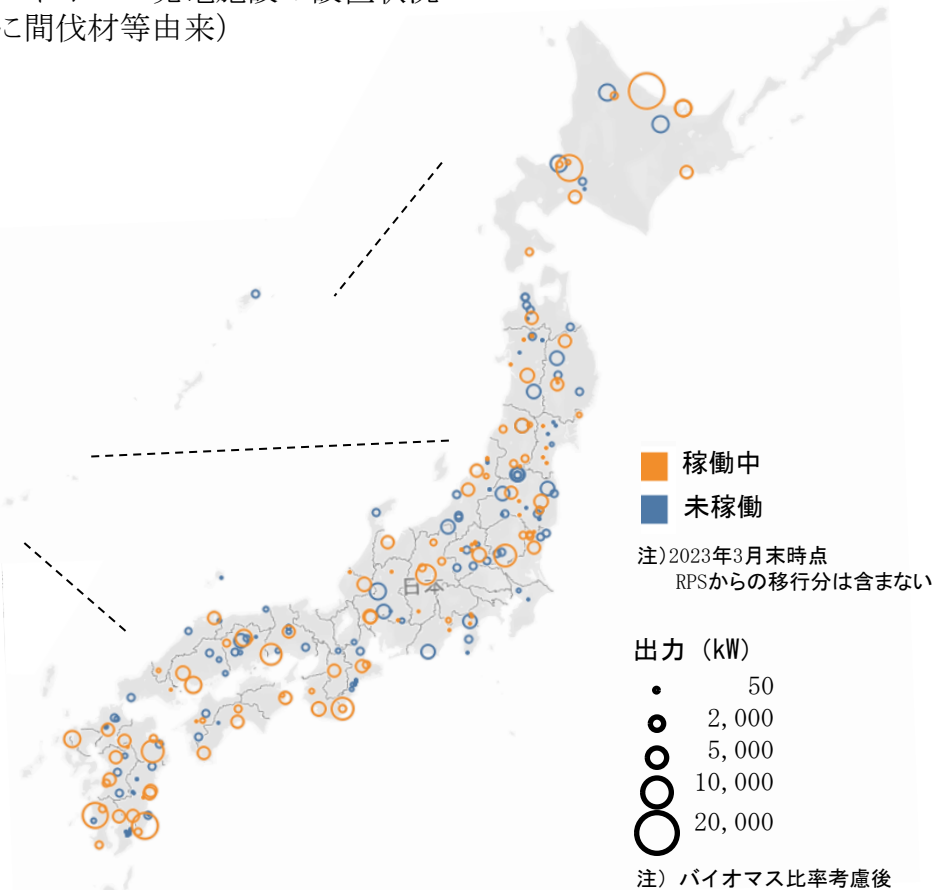 に間伐材等由来)
稼働中
未稼働
注)2023年3月末時点
RPSからの移行分は含まない
日本
出力 (kW)
50
2,000
5,000
10,000
20,000
注) バイオマス比率考慮後